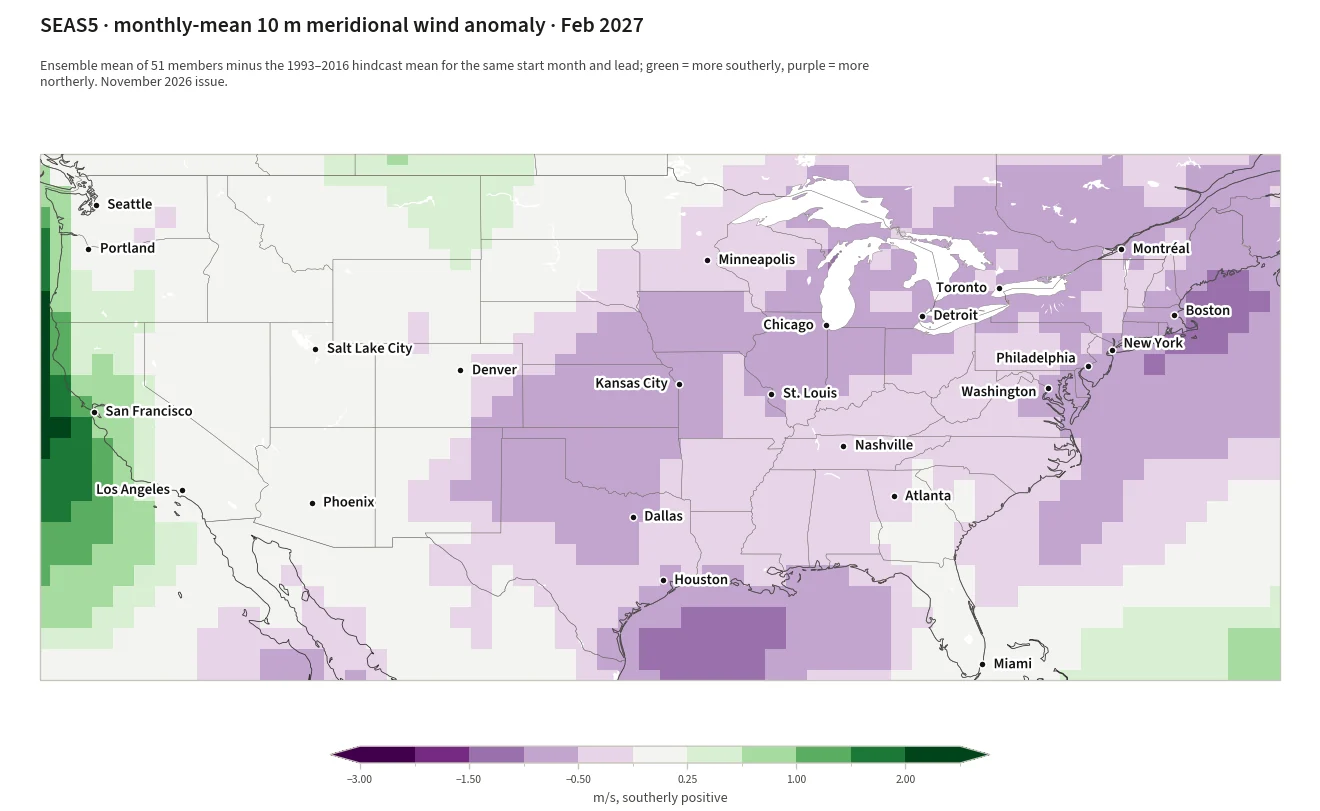 SEAS5 · monthly-mean 10 m meridional wind anomaly · Feb 2027
Ensemble mean of 51 members minus the 1993–2016 hindcast mean for the same start month and lead; green = more southerly, purple = more
northerly. November 2026 issue.
Seattle
Portland
Montréal
Minneapolis
Toronto
Boston
Detroit
Chicago
New York
Salt Lake City
Philadelphia
Denver
Kansas City
Washington
St. Louis
San Francisco
Nashville
Los Angeles
Atlanta
Phoenix
Dallas
Houston
Miami
−3.00 −1.50 −0.50 0.25 1.00 2.00
m/s, southerly positive